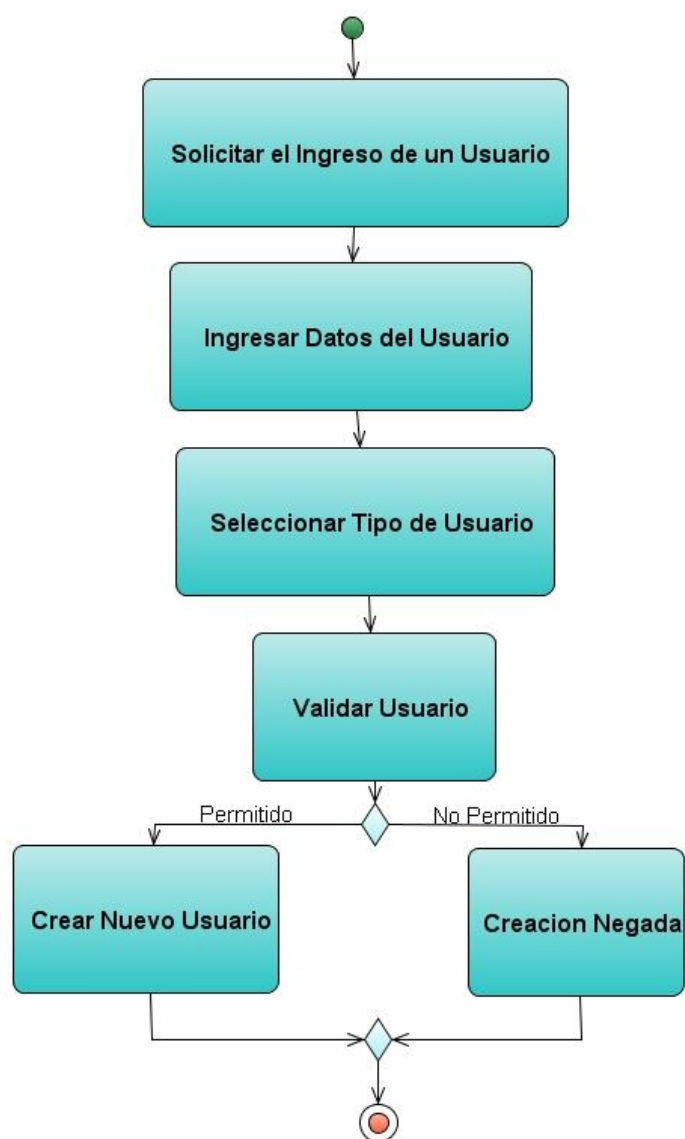 Solicitar el Ingreso de un Usuario
Ingresar Datos del Usuario
Seleccionar Tipo de Usuario
Validar Usuario
Permitido
No Permitido
Crear Nuevo Usuario
Creacion Negada